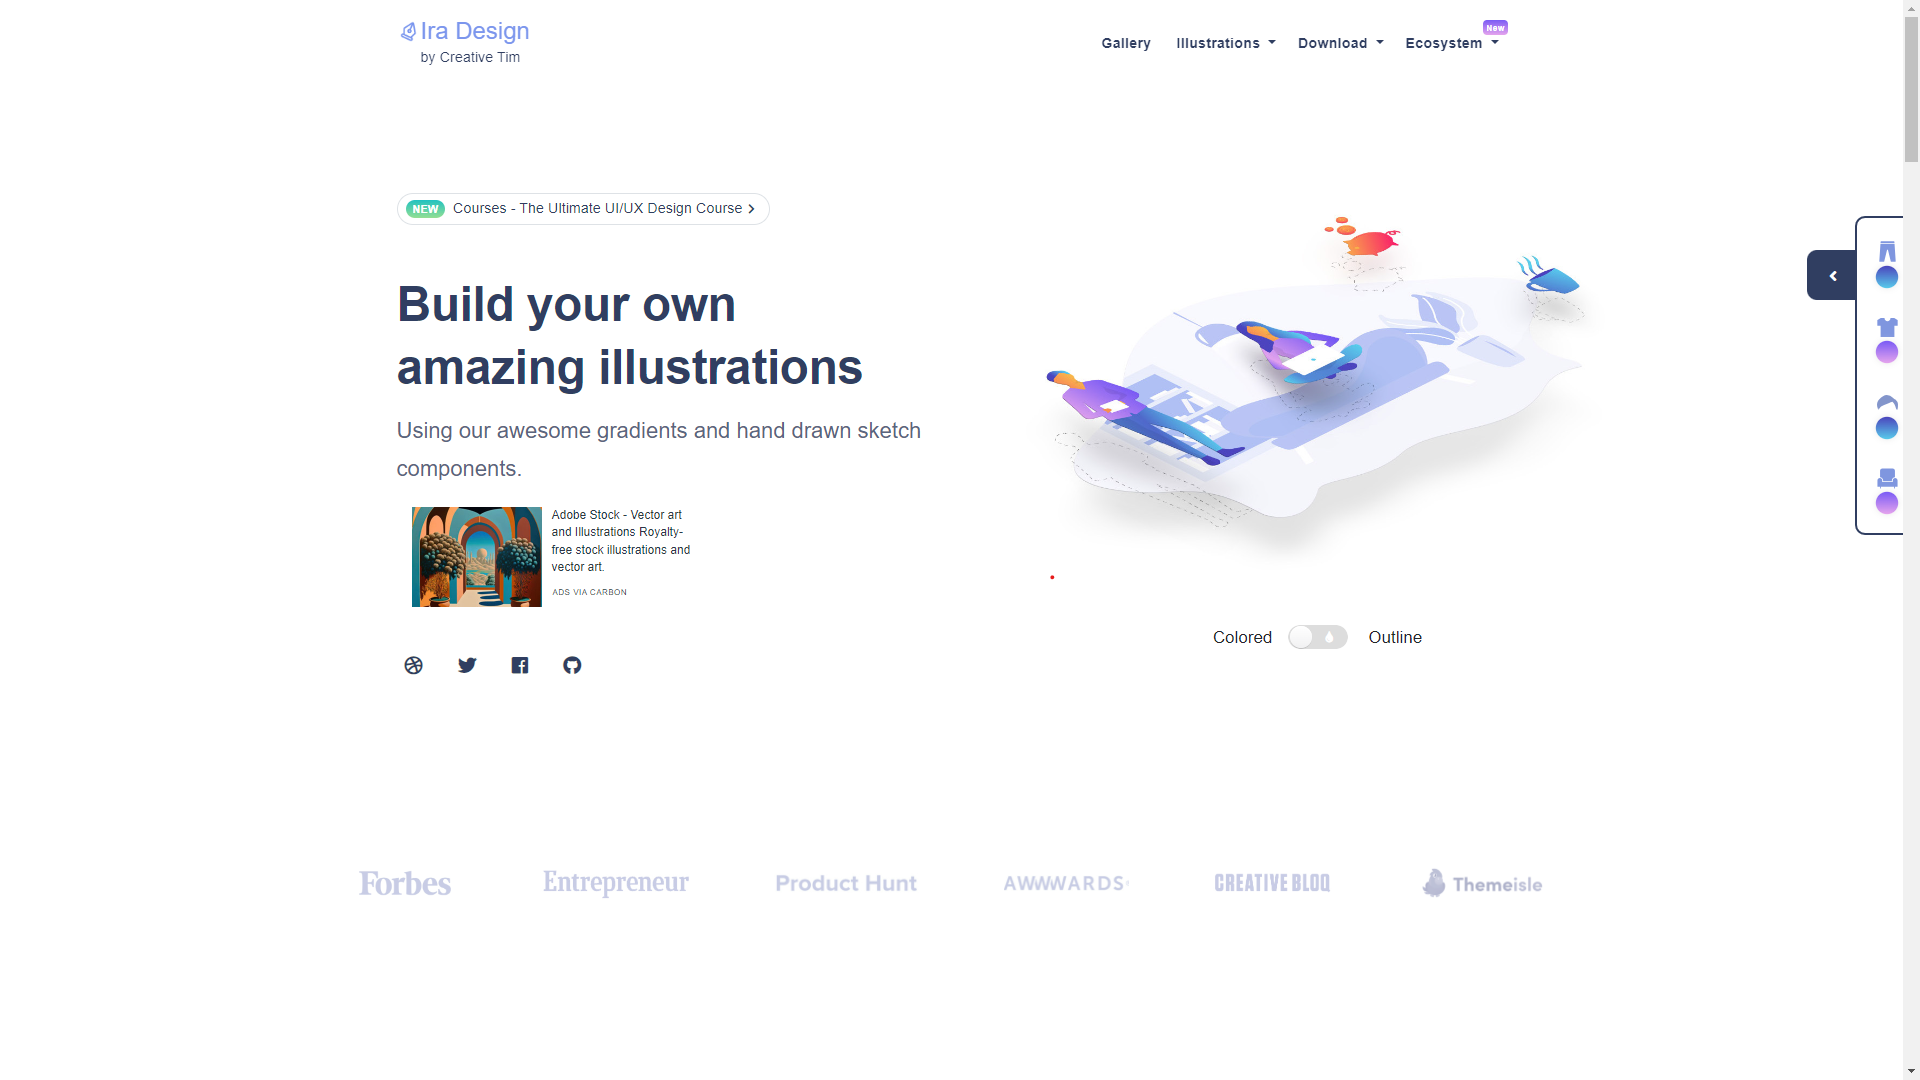 Ira Design
by Creative Tim
Gallery
Illustrations
Download
Ecosystem
New
NEW Courses - The Ultimate UI/UX Design Course
Build your own
amazing illustrations
Using our awesome gradients and hand drawn sketch
components.
Adobe Stock - Vector art
and Illustrations Royalty-
free stock illustrations and
vector art.
ADS VIA CARBON
Colored
Outline
Forbes
Entrepreneur
Product Hunt
AWWWARDS
CREATIVE BLOQ
Themeisle